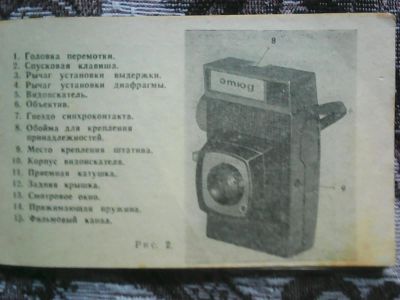 1. Головка перемотки.
2. Спусковая клавиша.
3. Рычаг установки выдержки.
4. Рычаг установки диафрагмы.
5. Видоискатель.
6. Объектив.
7. Гнездо синхроконтакта.
8. Обойма для крепления
принадлежностей.
9. Место крепления штатива.
10. Корпус видоискателя.
11. Приемная катушка.
12. Задняя крышка.
13. Смотровое окно.
14. Прижимающая пружина.
15. Фильмовый канал.
Рис. 2.
8
9